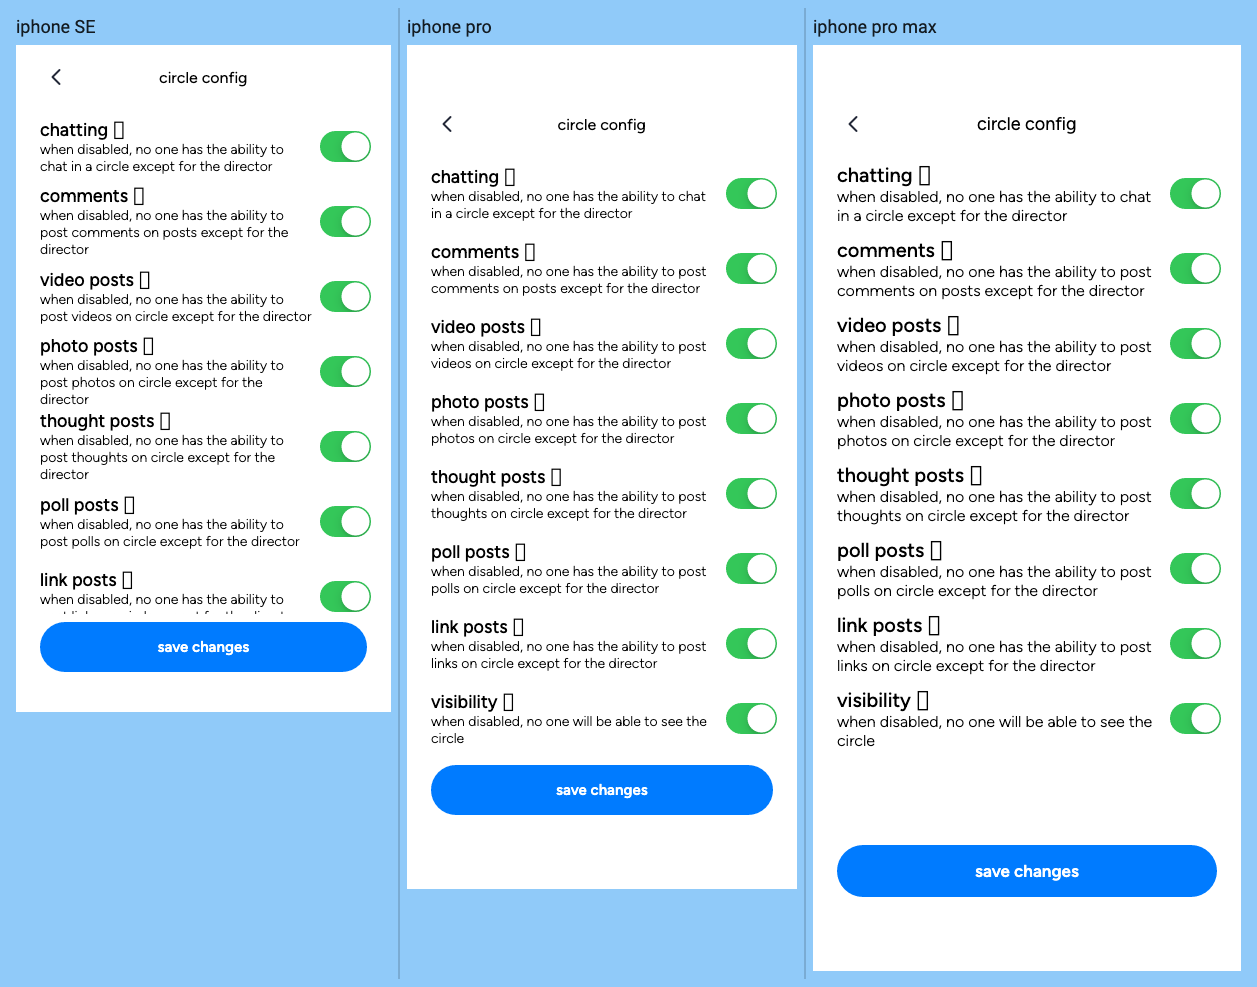 iphone SE
circle config
chatting
when disabled, no one has the ability to
chat in a circle except for the director
comments
when disabled, no one has the ability to
post comments on posts except for the
director
video posts
when disabled, no one has the ability to
post videos on circle except for the director
photo posts
when disabled, no one has the ability to
post photos on circle except for the
director
thought posts
when disabled, no one has the ability to
post thoughts on circle except for the
director
poll posts
when disabled, no one has the ability to
post polls on circle except for the director
link posts
when disabled, no one has the ability to
save changes
iphone pro
circle config
chatting
when disabled, no one has the ability to chat
in a circle except for the director
comments
when disabled, no one has the ability to post
comments on posts except for the director
video posts
when disabled, no one has the ability to post
videos on circle except for the director
photo posts
when disabled, no one has the ability to post
photos on circle except for the director
thought posts
when disabled, no one has the ability to post
thoughts on circle except for the director
poll posts
when disabled, no one has the ability to post
polls on circle except for the director
link posts
when disabled, no one has the ability to post
links on circle except for the director
visibility
when disabled, no one will be able to see the
circle
save changes
iphone pro max
circle config
chatting
when disabled, no one has the ability to chat
in a circle except for the director
comments
when disabled, no one has the ability to post
comments on posts except for the director
video posts
when disabled, no one has the ability to post
videos on circle except for the director
photo posts
when disabled, no one has the ability to post
photos on circle except for the director
thought posts
when disabled, no one has the ability to post
thoughts on circle except for the director
poll posts
when disabled, no one has the ability to post
polls on circle except for the director
link posts
when disabled, no one has the ability to post
links on circle except for the director
visibility
when disabled, no one will be able to see the
circle
save changes